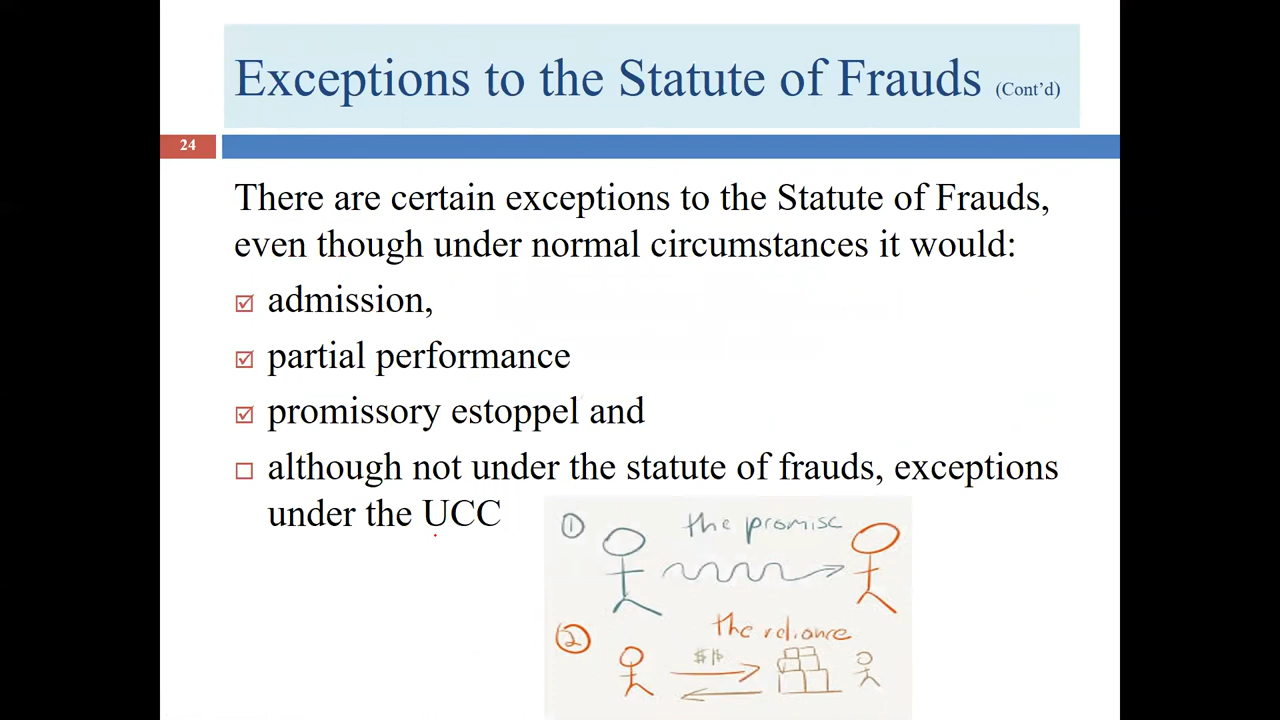 Exceptions to the Statute of Frauds (Cont’d)
24
There are certain exceptions to the Statute of Frauds,
even though under normal circumstances it would:
admission,
partial performance
promissory estoppel and
although not under the statute of frauds, exceptions
under the UCC
1 the promise
2 the reliance